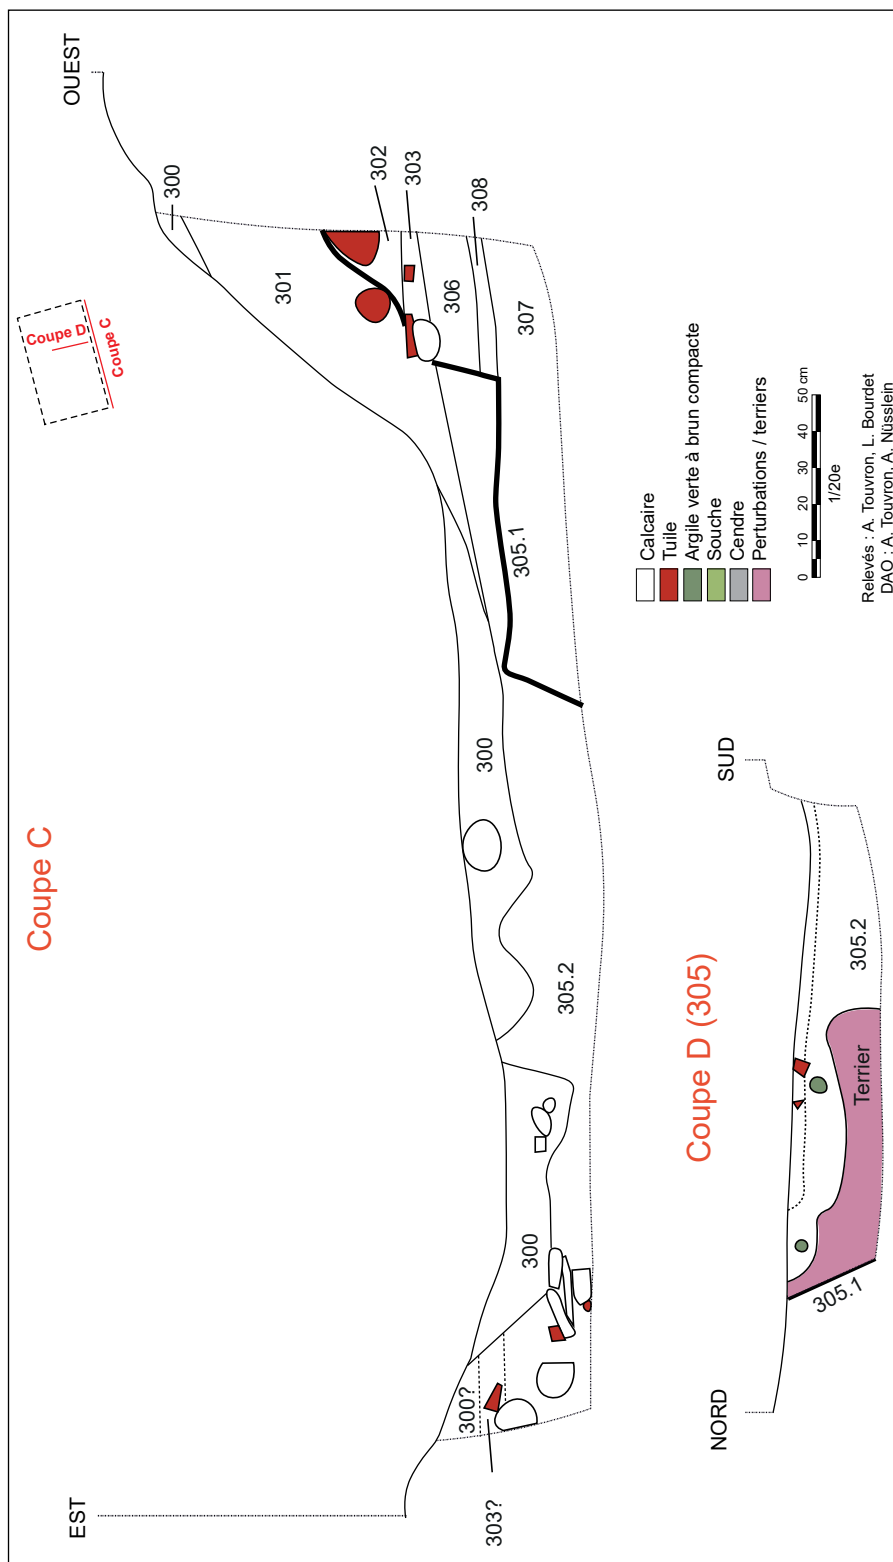 Coupe C
EST
OUEST
Coupe D
Coupe C
300
301
302
303
306
308
307
305.1
300
305.2
300
300?
303?
Coupe D (305)
NORD
SUD
305.1
Terrier
305.2
Calcaire
Tuile
Argile verte à brun compacte
Souche
Cendre
Perturbations / terriers
0 10 20 30 40 50 cm
1/20e
Relevés : A. Touvron, L. Bourdet
DAO : A. Touvron, A. Nüsslein